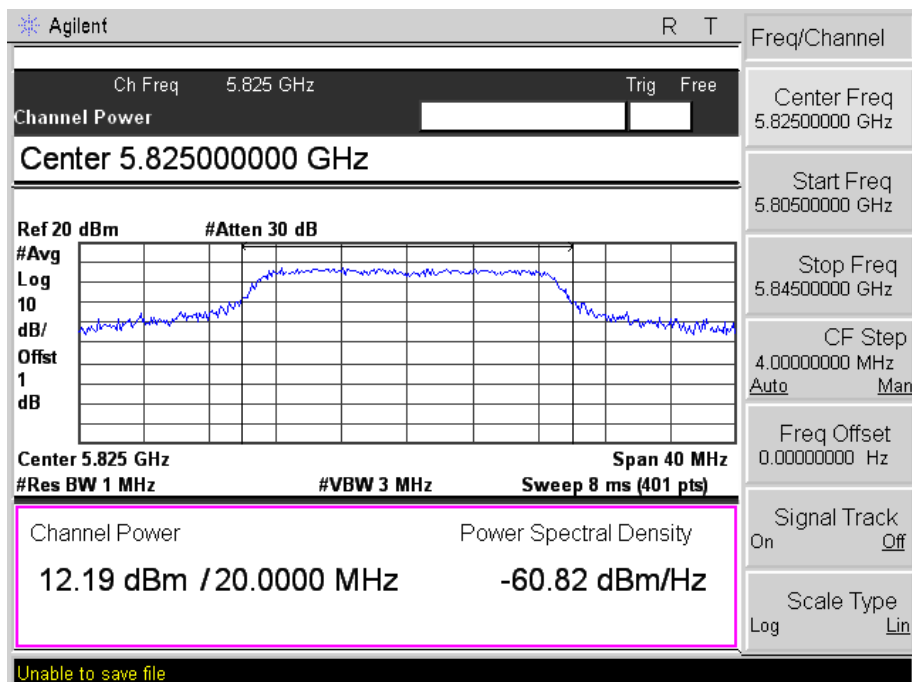 Agilent R T
Ch Freq 5.825 GHz Trig Free
Channel Power
Center 5.825000000 GHz
Ref 20 dBm #Atten 30 dB
#Avg
Log
10
dB/
Offst
1
dB
Center 5.825 GHz Span 40 MHz
#Res BW 1 MHz #VBW 3 MHz Sweep 8 ms (401 pts)
Channel Power Power Spectral Density
12.19 dBm / 20.0000 MHz -60.82 dBm/Hz
Unable to save file
Freq/Channel
Center Freq
5.82500000 GHz
Start Freq
5.80500000 GHz
Stop Freq
5.84500000 GHz
CF Step
4.00000000 MHz
Auto Man
Freq Offset
0.00000000 Hz
Signal Track
On Off
Scale Type
Log Lin